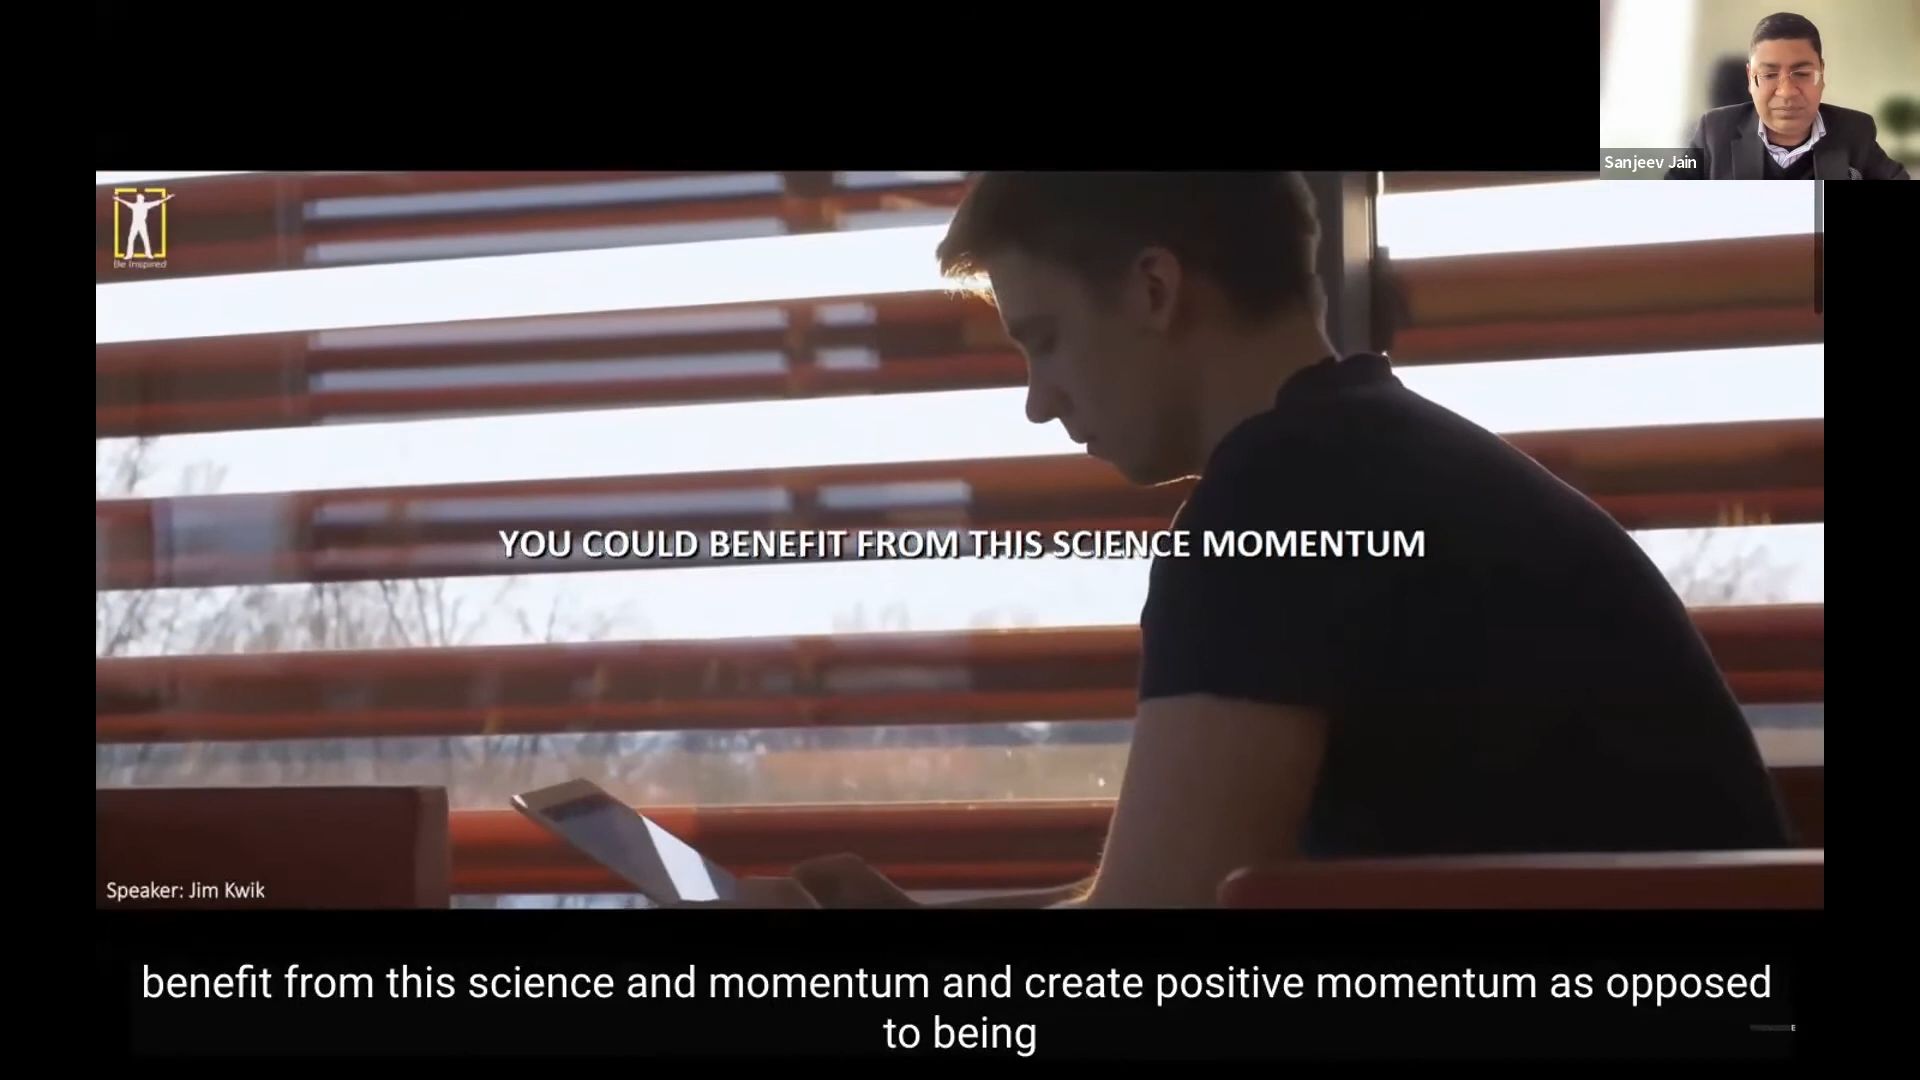 Sanjeev Jain
Be Inspired
YOU COULD BENEFIT FROM THIS SCIENCE MOMENTUM
Speaker: Jim Kwik
benefit from this science and momentum and create positive momentum as opposed
to being